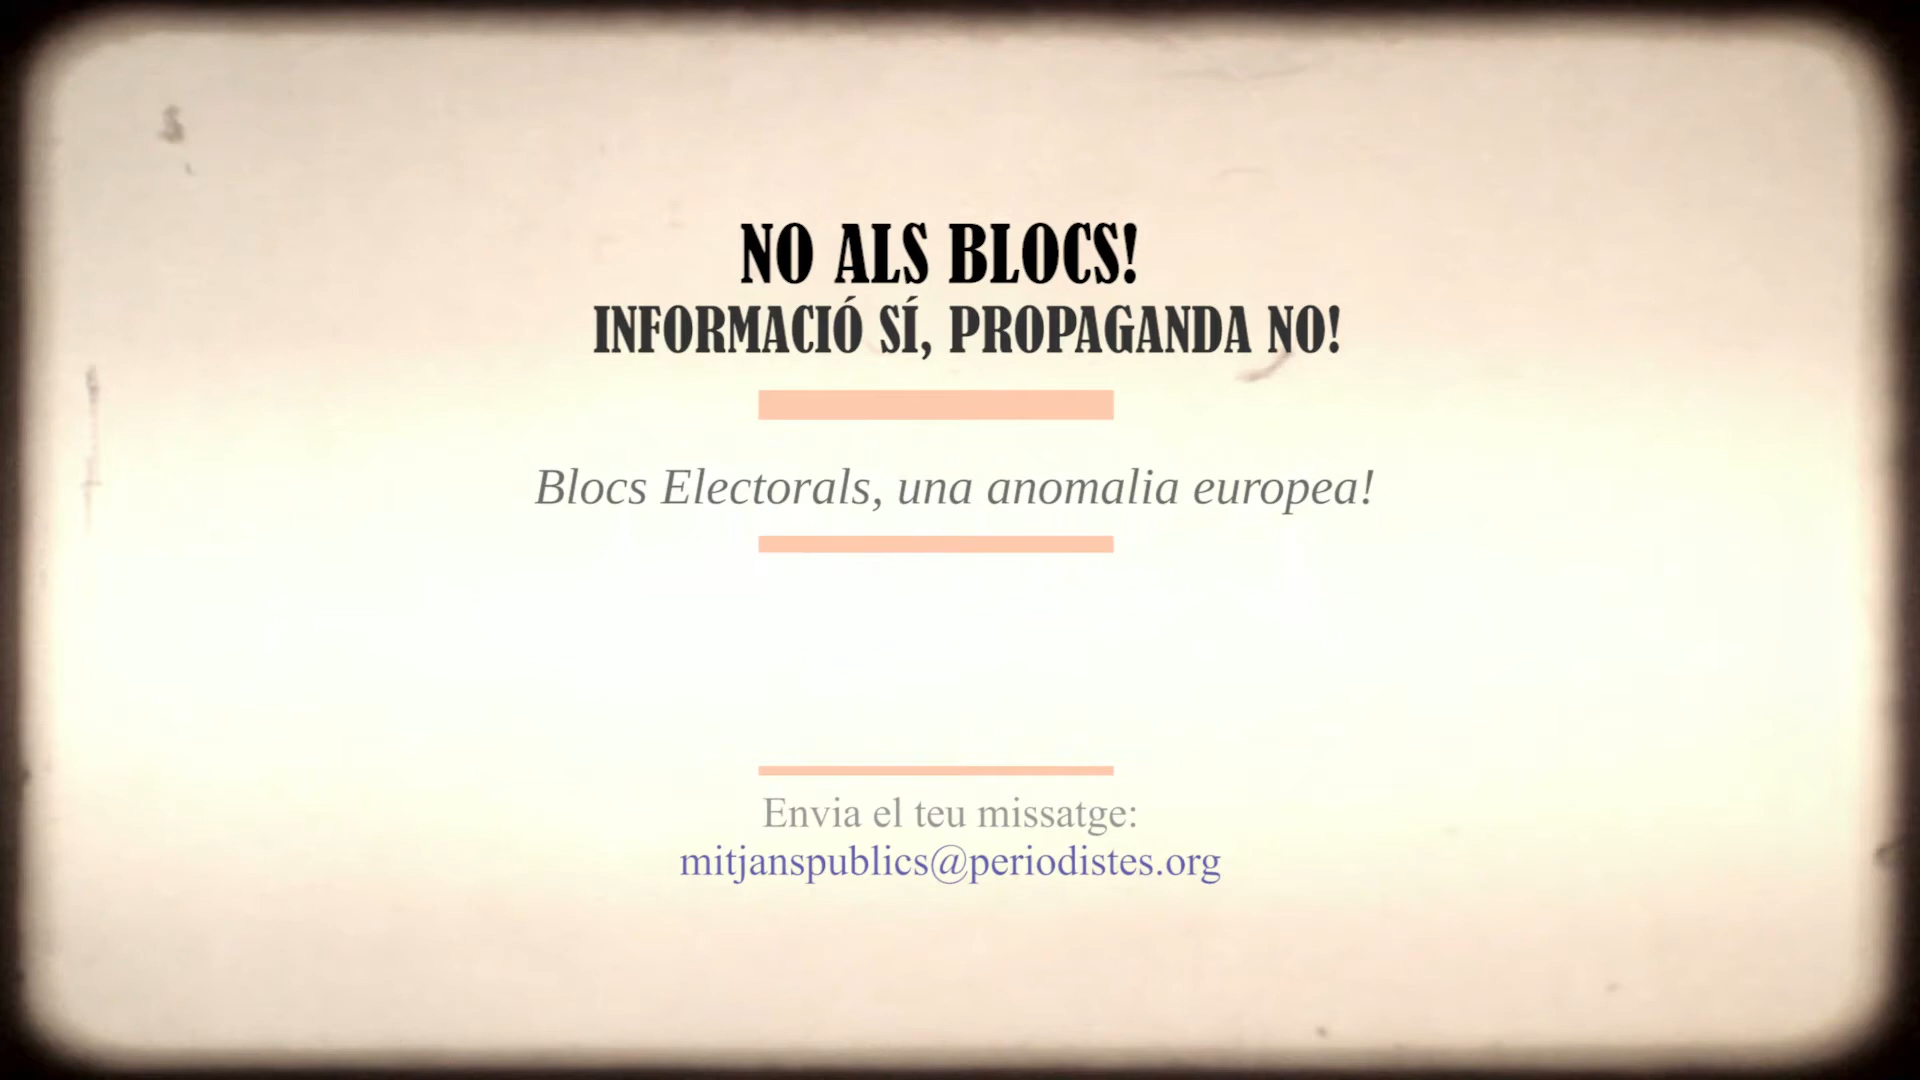 NO ALS BLOCS!
INFORMACIÓ SÍ, PROPAGANDA NO!
Blocs Electorals, una anomalia europea!
Envia el teu missatge:
mitjanspublics@periodistes.org